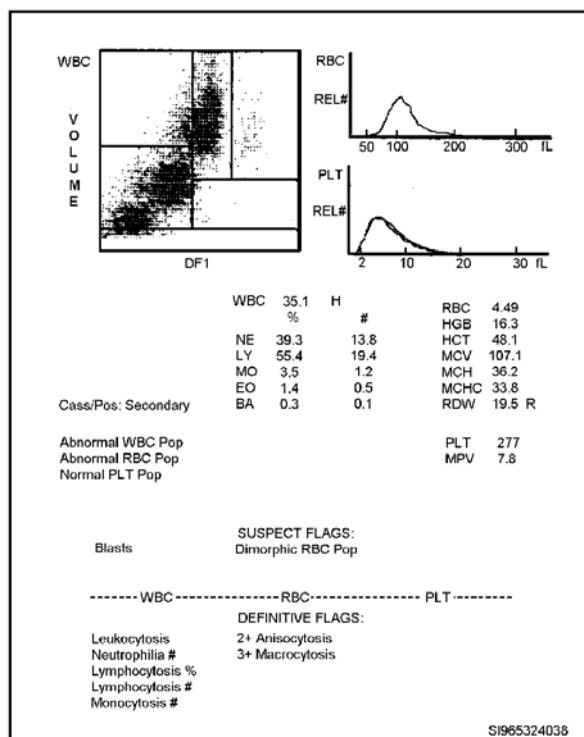 WBC
VOLUME
DF1
RBC
REL#
50 100 200 300 fL
PLT
REL#
2 10 20 30 fL
WBC 35.1 H
% #
NE 39.3 13.8
LY 55.4 19.4
MO 3.5 1.2
EO 1.4 0.5
Cass/Pos: Secondary BA 0.3 0.1
RBC 4.49
HGB 16.3
HCT 48.1
MCV 107.1
MCH 36.2
MCHC 33.8
RDW 19.5 R
Abnormal WBC Pop
Abnormal RBC Pop
Normal PLT Pop
PLT 277
MPV 7.8
SUSPECT FLAGS:
Blasts Dimorphic RBC Pop
-------WBC----------------RBC----------------PLT-----------
DEFINITIVE FLAGS:
Leukocytosis 2+ Anisocytosis
Neutrophilia # 3+ Macrocytosis
Lymphocytosis %
Lymphocytosis #
Monocytosis #
SI965324038